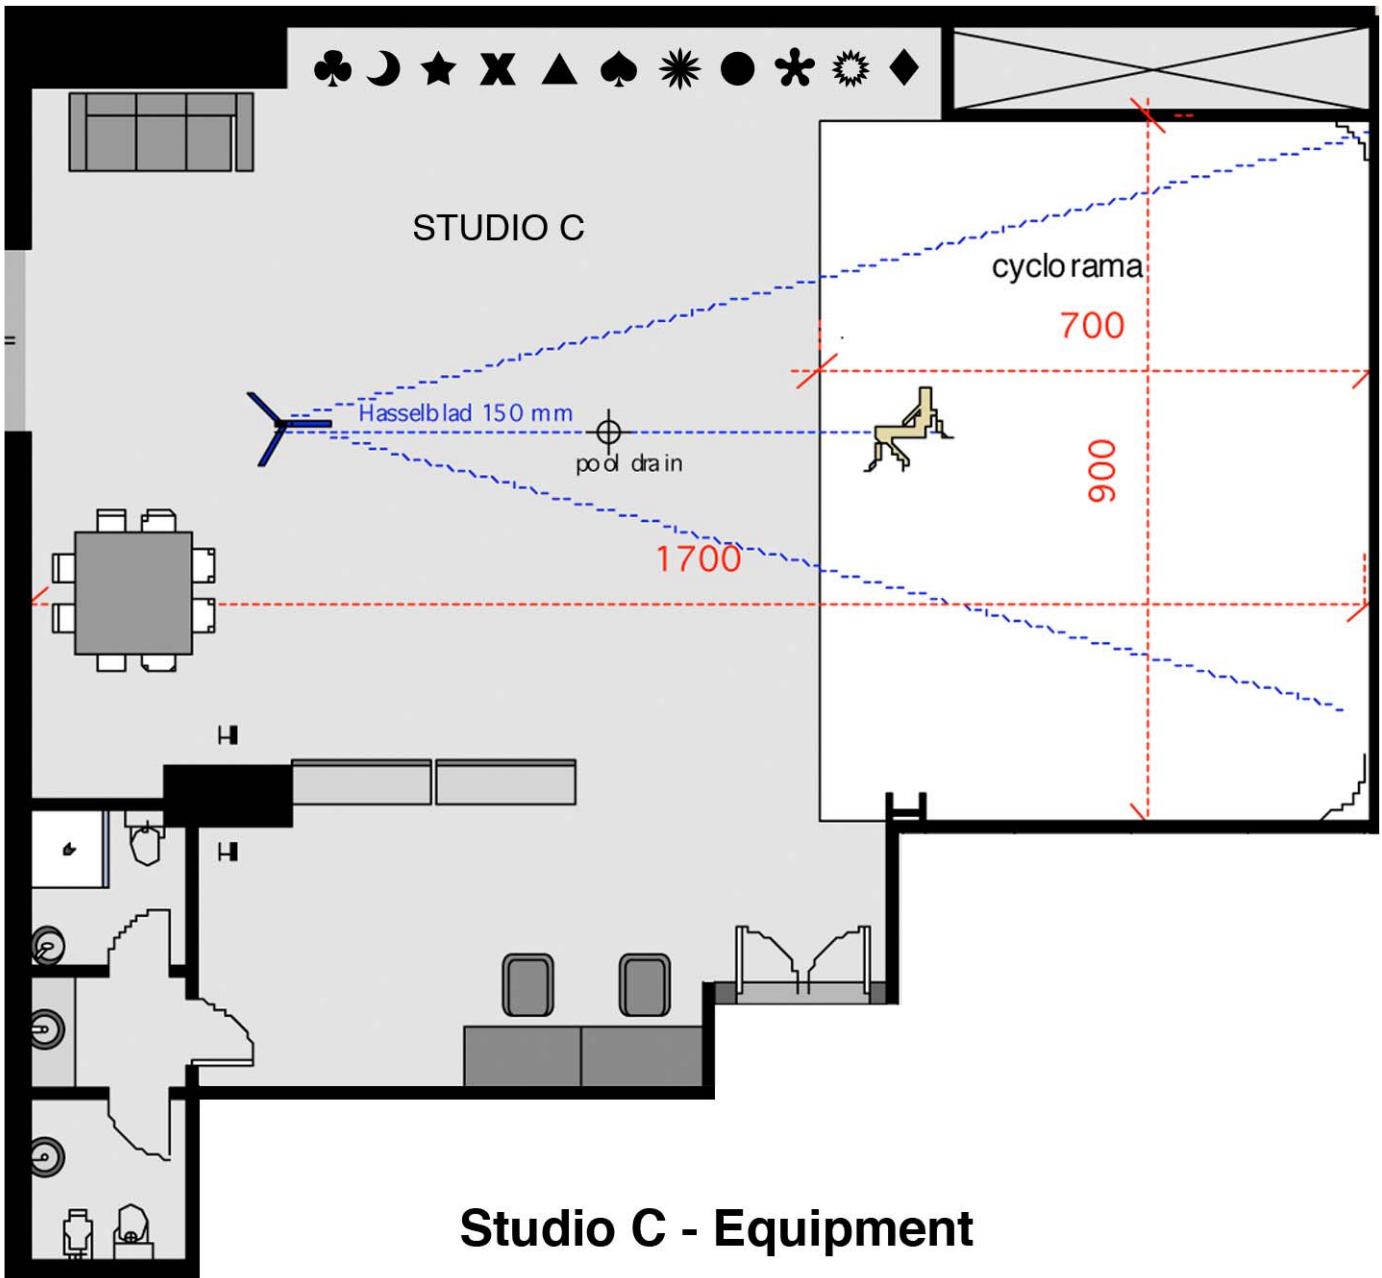 STUDIO C
cyclorama
700
Hasselblad 150 mm
pool drain
900
1700
Studio C - Equipment